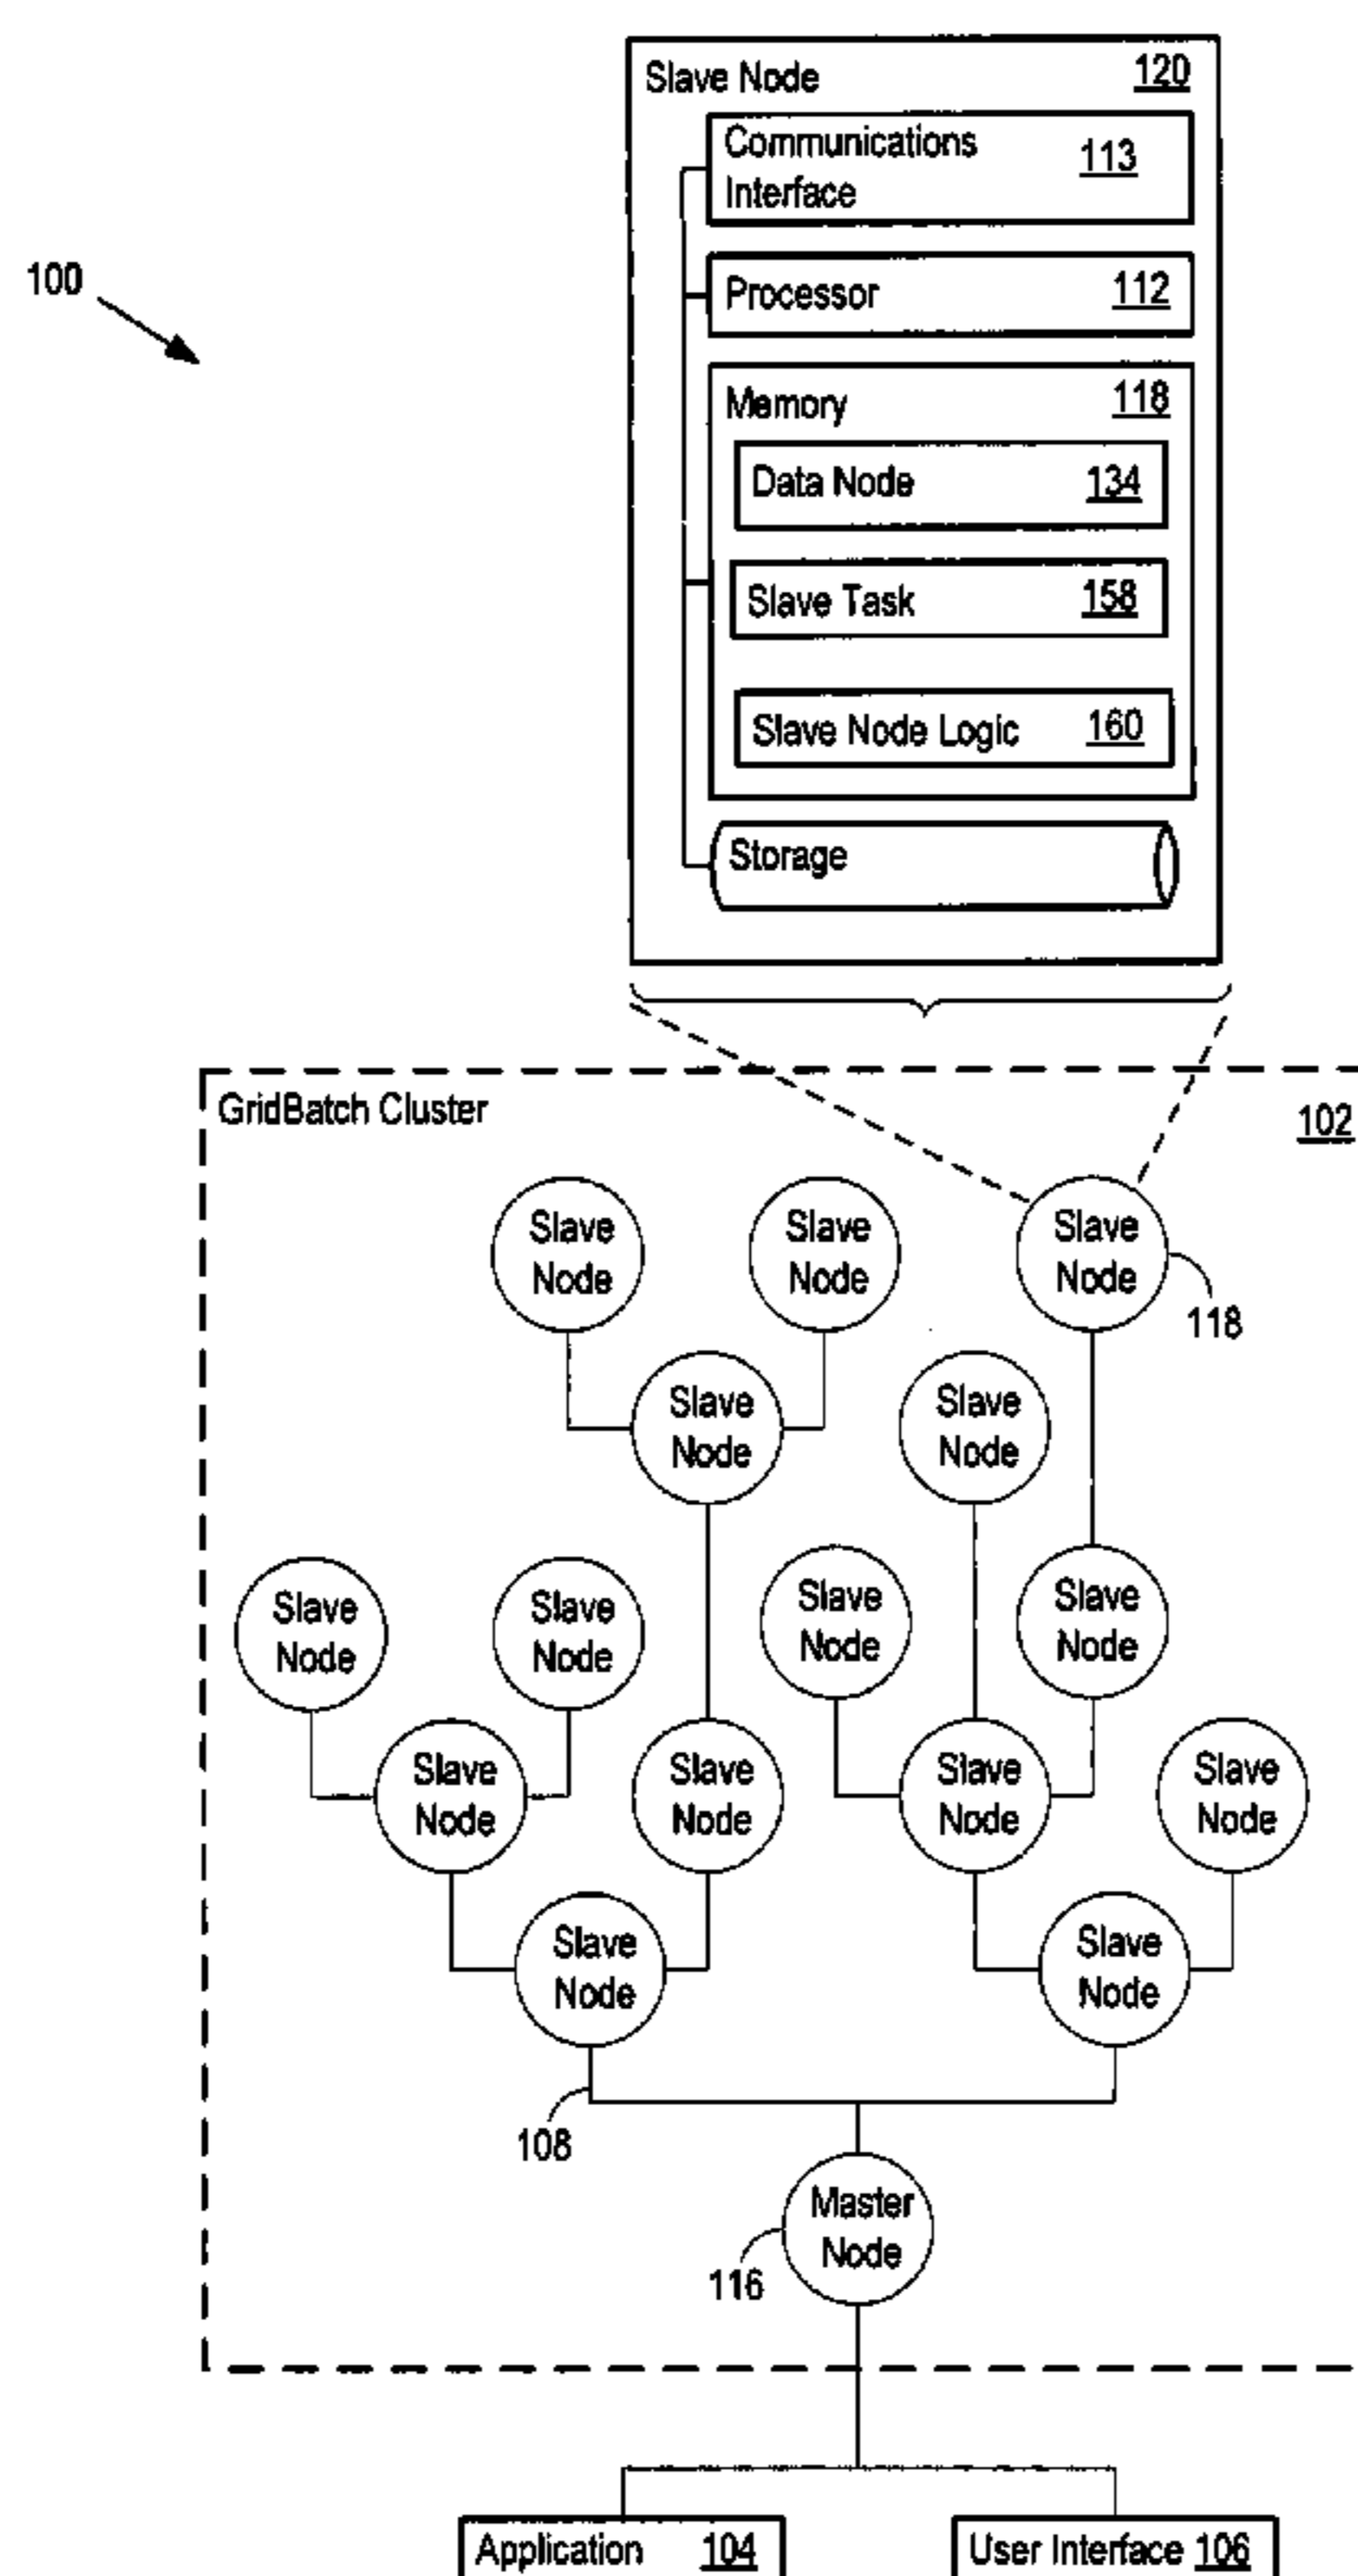 Slave Node 120
Communications 113
Interface
100
Processor 112
Memory 118
Data Node 134
Slave Task 158
Slave Node Logic 160
Storage
GridBatch Cluster 102
Slave Node
Slave Node
Slave Node
118
Slave Node
Slave Node
Slave Node
Slave Node
Slave Node
Slave Node
Slave Node
Slave Node
Slave Node
Slave Node
Slave Node
Slave Node
108
Master Node
116
Application 104
User Interface 106